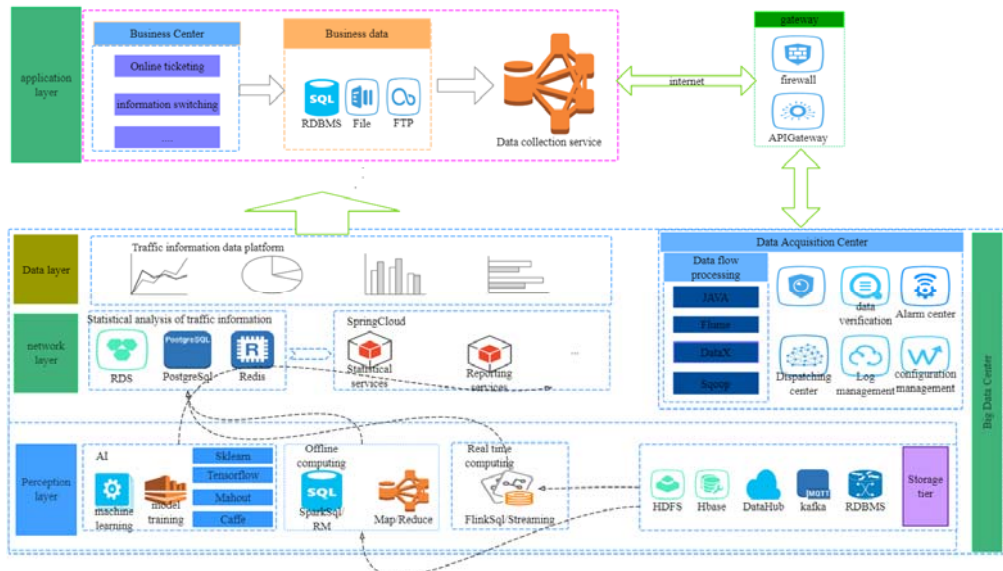 application
layer
Business Center
Online ticketing
information switching
....
Business data
SQL
RDBMS
File
FTP
Data collection service
internet
gateway
firewall
APIGateway
Data layer
Traffic information data platform
network
layer
Statistical analysis of traffic information
RDS
PostgreSQL
PostgreSql
R
Redis
SpringCloud
Statistical
services
Reporting
services
...
Data Acquisition Center
Data flow
processing
JAVA
Flume
DataX
Sqoop
data
verification
Alarm center
Dispatching
center
Log
management
configuration
management
Big Data Center
Perception
layer
AI
machine
learning
model
training
Sklearn
Tensorflow
Mahout
Caffe
Offline
computing
SQL
SparkSql/
RM
Map/Reduce
Real time
computing
FlinkSql/Streaming
HDFS
Hbase
DataHub
MQTT
kafka
RDBMS
Storage
tier